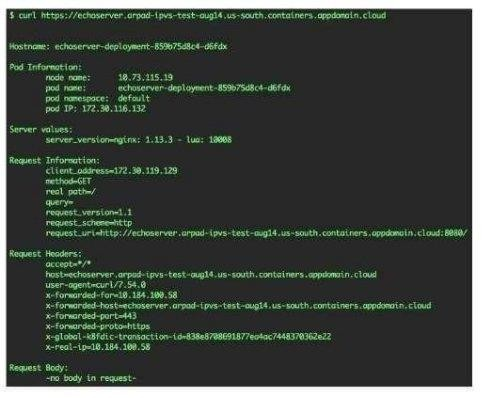 $ curl https://echoserver.arpad-ipvs-test-aug14.us-south.containers.appdomain.cloud
Hostname: echoserver-deployment-859b75d8c4-d6fdx
Pod Information:
node name: 10.73.115.19
pod name: echoserver-deployment-859b75d8c4-d6fdx
pod namespace: default
pod IP: 172.30.116.132
Server values:
server_version=nginx: 1.13.3 - lua: 10008
Request Information:
client_address=172.30.119.129
method=GET
real path=/
query=
request_version=1.1
request_scheme=http
request_uri=http://echoserver.arpad-ipvs-test-aug14.us-south.containers.appdomain.cloud:8080/
Request Headers:
accept=*/*
host=echoserver.arpad-ipvs-test-aug14.us-south.containers.appdomain.cloud
user-agent=curl/7.54.0
x-forwarded-for=10.184.100.58
x-forwarded-host=echoserver.arpad-ipvs-test-aug14.us-south.containers.appdomain.cloud
x-forwarded-port=443
x-forwarded-proto=https
x-global-k8fdic-transaction-id=838e8708691877ea4ac7448370362e22
x-real-ip=10.184.100.58
Request Body:
-no body in request-